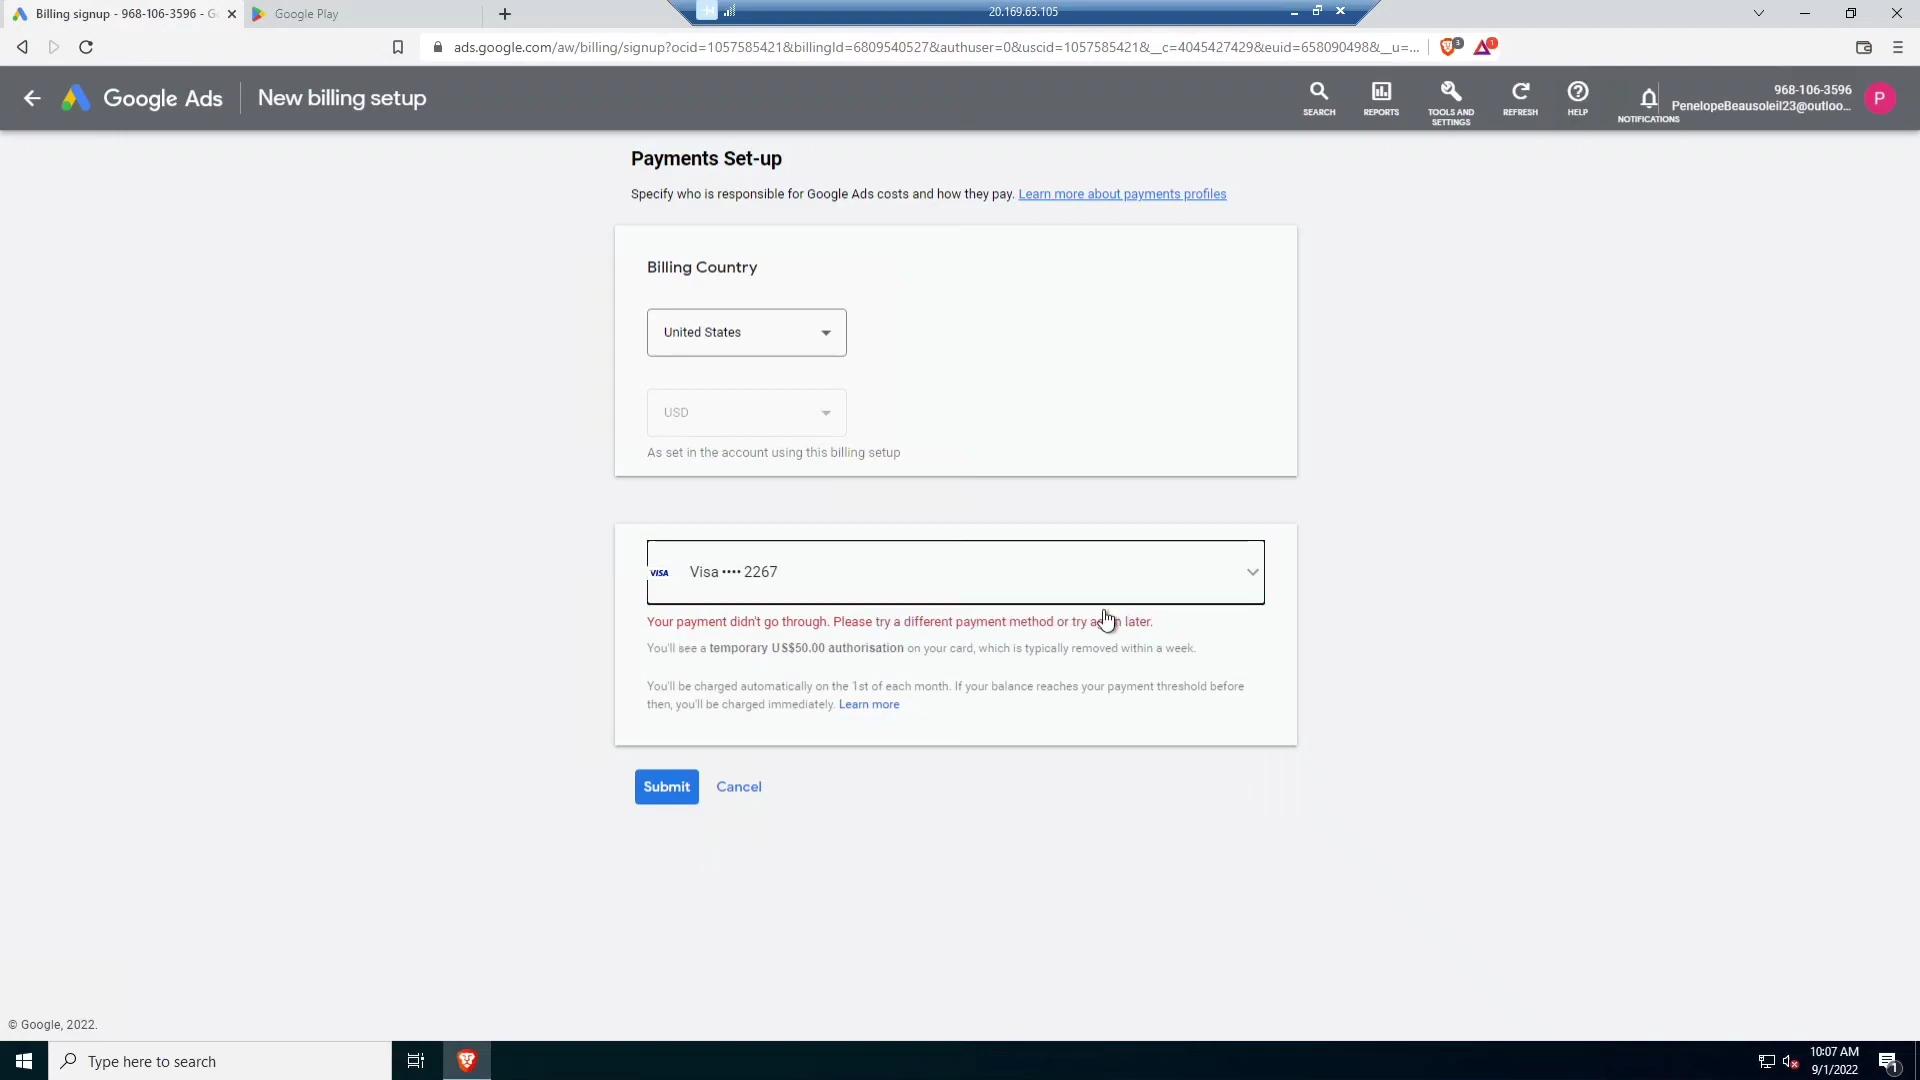 Billing signup - 968-106-3596 - G
Google Play
20.169.65.105
ads.google.com/aw/billing/signup?ocid=1057585421&billingId=6809540527&authuser=0&uscid=1057585421&__c=4045427429&euid=658090498&__u=...
3
1
Google Ads
New billing setup
SEARCH
REPORTS
TOOLS AND SETTINGS
REFRESH
HELP
NOTIFICATIONS
968-106-3596
PenelopeBeausoleil23@outloo...
P
Payments Set-up
Specify who is responsible for Google Ads costs and how they pay. Learn more about payments profiles
Billing Country
United States
USD
As set in the account using this billing setup
VISA
Visa •••• 2267
Your payment didn't go through. Please try a different payment method or try again later.
You'll see a temporary US$50.00 authorisation on your card, which is typically removed within a week.
You'll be charged automatically on the 1st of each month. If your balance reaches your payment threshold before
then, you'll be charged immediately. Learn more
Submit
Cancel
© Google, 2022.
Type here to search
10:07 AM
9/1/2022
1